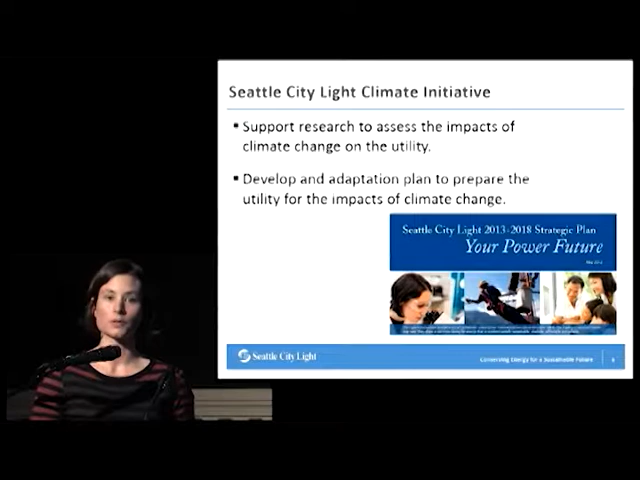 Seattle City Light Climate Initiative
▪ Support research to assess the impacts of
climate change on the utility.
▪ Develop and adaptation plan to prepare the
utility for the impacts of climate change.
Seattle City Light 2013-2018 Strategic Plan
Your Power Future
Seattle City Light
Conserving Energy for a Sustainable Future